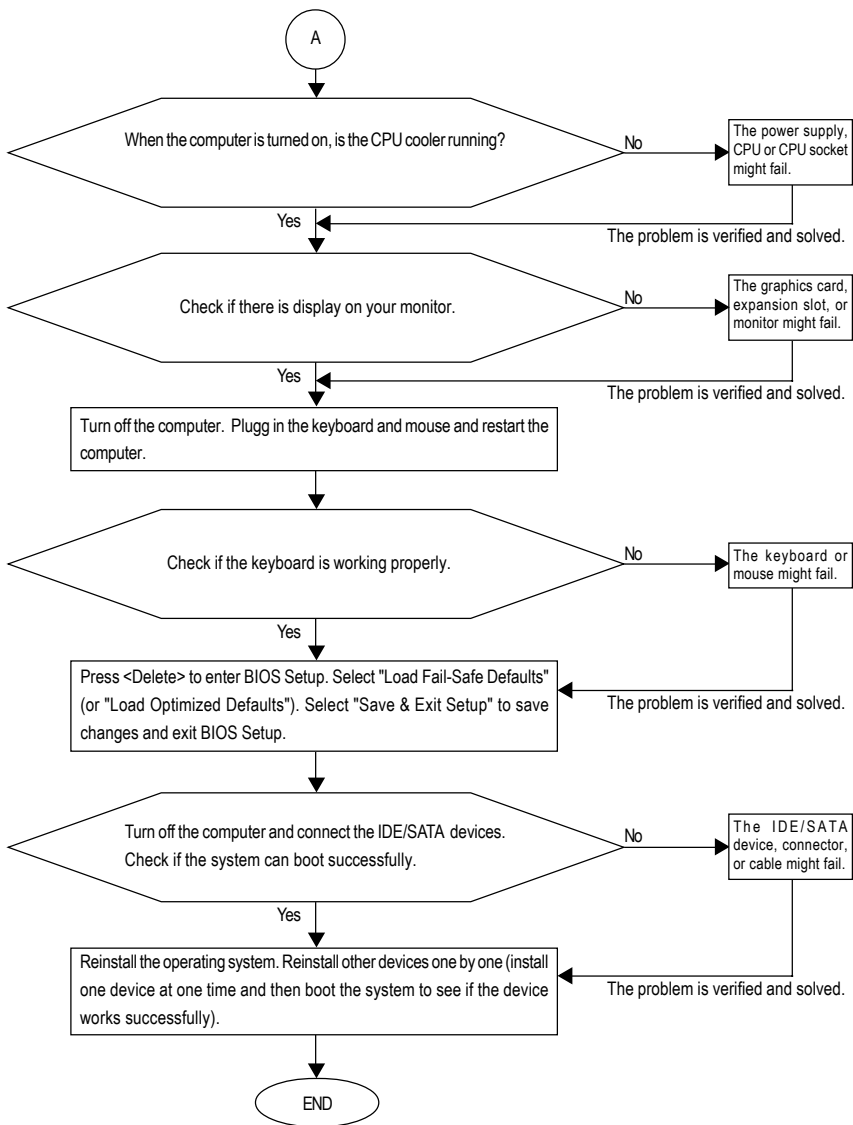 A
When the computer is turned on, is the CPU cooler running?
No
The power supply,
CPU or CPU socket
might fail.
Yes
The problem is verified and solved.
Check if there is display on your monitor.
No
The graphics card,
expansion slot, or
monitor might fail.
Yes
The problem is verified and solved.
Turn off the computer. Plugg in the keyboard and mouse and restart the
computer.
Check if the keyboard is working properly.
No
The keyboard or
mouse might fail.
Yes
Press <Delete> to enter BIOS Setup. Select "Load Fail-Safe Defaults"
(or "Load Optimized Defaults"). Select "Save & Exit Setup" to save
changes and exit BIOS Setup.
The problem is verified and solved.
Turn off the computer and connect the IDE/SATA devices.
Check if the system can boot successfully.
No
The IDE/SATA
device, connector,
or cable might fail.
Yes
Reinstall the operating system. Reinstall other devices one by one (install
one device at one time and then boot the system to see if the device
works successfully).
The problem is verified and solved.
END